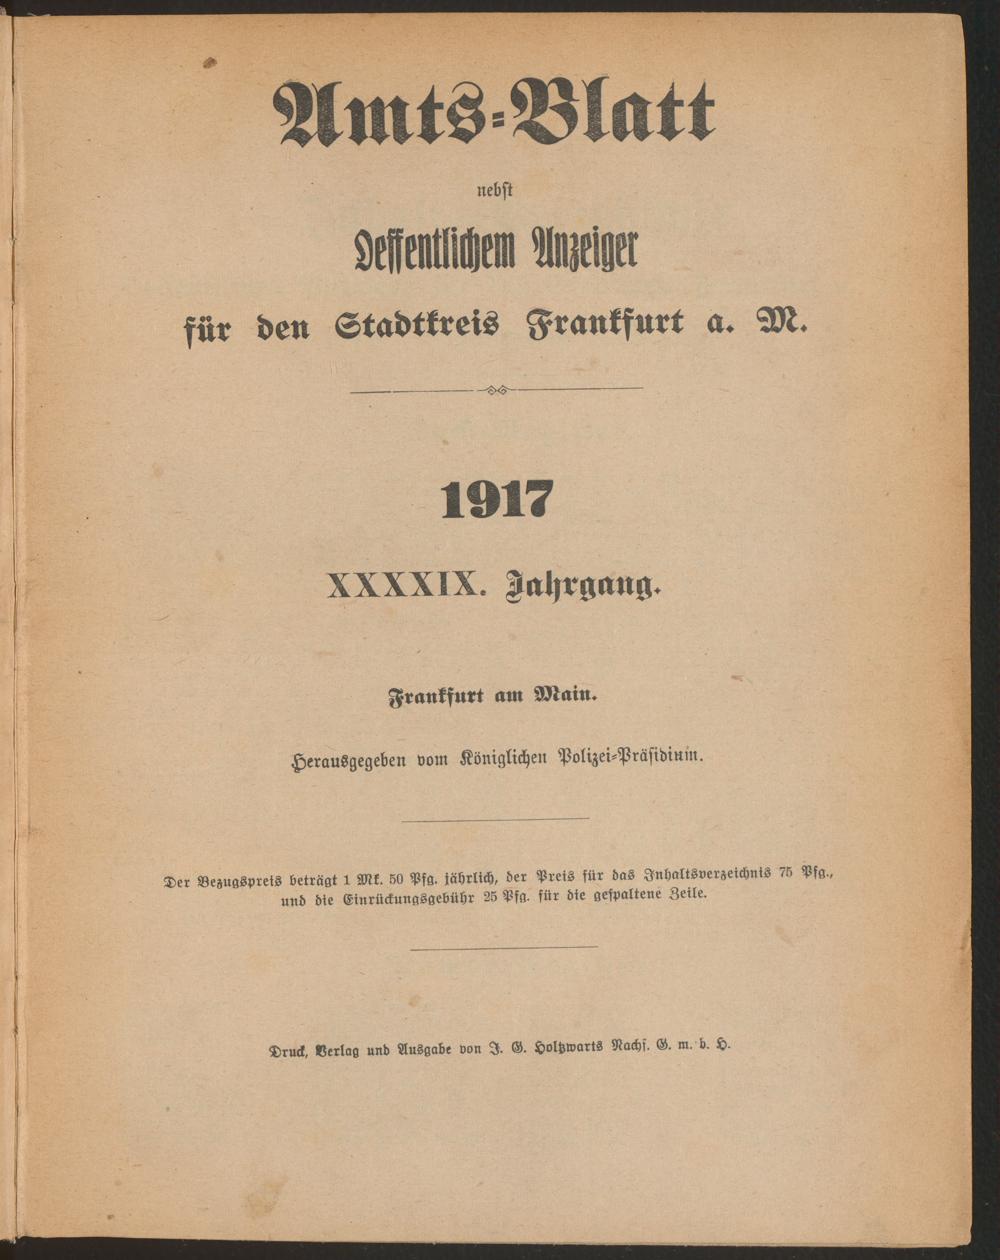 Amts-Blatt
nebst
Oeffentlichem Anzeiger
für den Stadtkreis Frankfurt a. M.
1917
XXXXIX. Jahrgang.
Frankfurt am Main.
Herausgegeben vom Königlichen Polizei-Präsidium.
Der Bezugspreis beträgt 1 Mk. 50 Pfg. jährlich, der Preis für das Inhaltsverzeichnis 75 Pfg.,
und die Einrückungsgebühr 25 Pfg. für die gespaltene Zeile.
Druck, Verlag und Ausgabe von J. G. Holtzwarts Nachf. G. m. b. H.